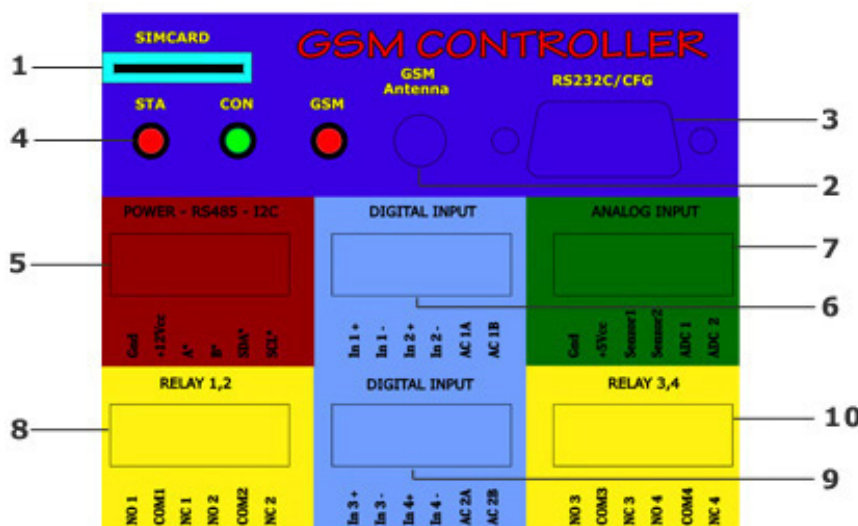 SIMCARD
GSM CONTROLLER
1
GSM
Antenna
RS232C/CFG
STA
CON
GSM
3
4
2
POWER - RS485 - I2C
DIGITAL INPUT
ANALOG INPUT
5
7
6
Gnd
+12Vcc
A*
B*
SDA*
SCL*
In 1 +
In 1 -
In 2 +
In 2 -
AC 1A
AC 1B
Gnd
+5Vcc
Sensor1
Sensor2
ADC 1
ADC 2
RELAY 1,2
DIGITAL INPUT
RELAY 3,4
8
10
9
NO 1
COM1
NC 1
NO 2
COM2
NC 2
In 3 +
In 3 -
In 4+
In 4 -
AC 2A
AC 2B
NO 3
COM3
NC 3
NO 4
COM4
NC 4